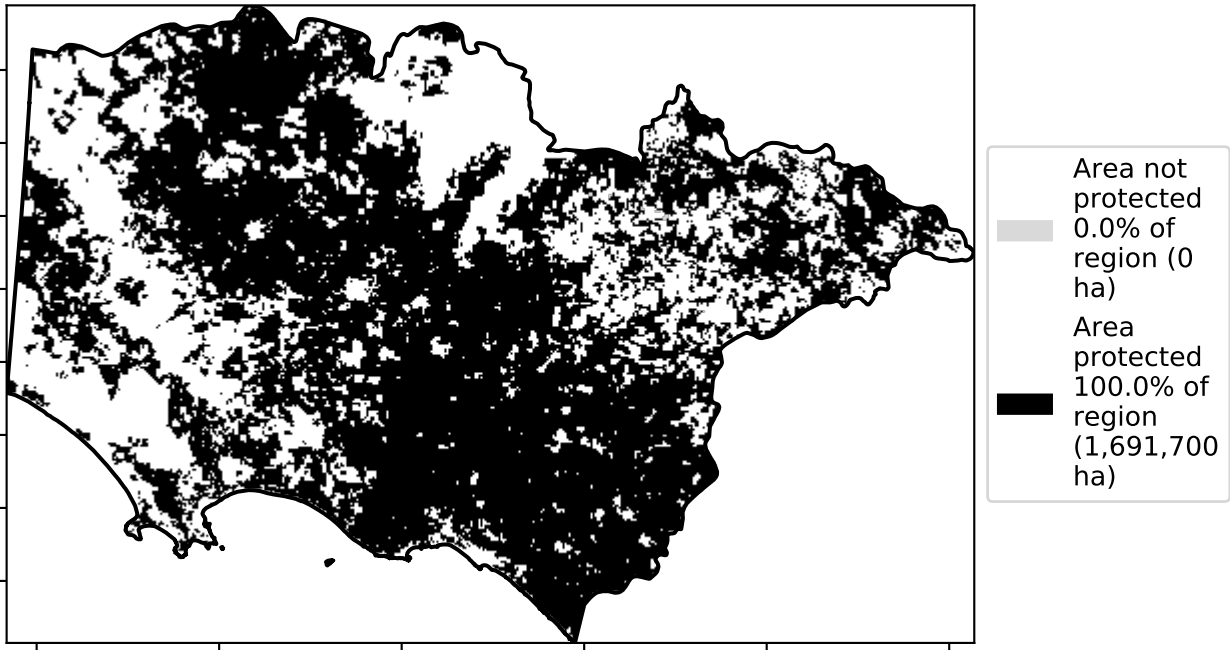 Area not
protected
0.0% of
region (0
ha)
Area
protected
100.0% of
region
(1,691,700
ha)